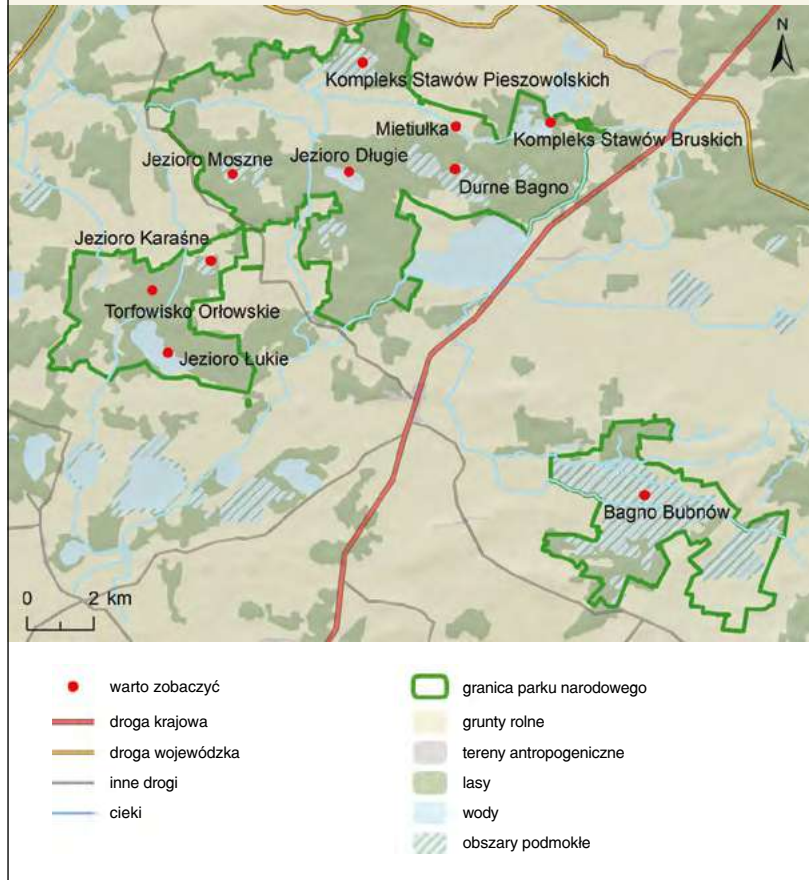 N
Kompleks Stawów Pieszowolskich
Mietiułka
Kompleks Stawów Bruskich
Jezioro Moszne
Jezioro Długie
Durne Bagno
Jezioro Karaśne
Torfowisko Orłowskie
Jezioro Łukie
Bagno Bubnów
0 2 km
warto zobaczyć
droga krajowa
droga wojewódzka
inne drogi
cieki
granica parku narodowego
grunty rolne
tereny antropogeniczne
lasy
wody
obszary podmokłe